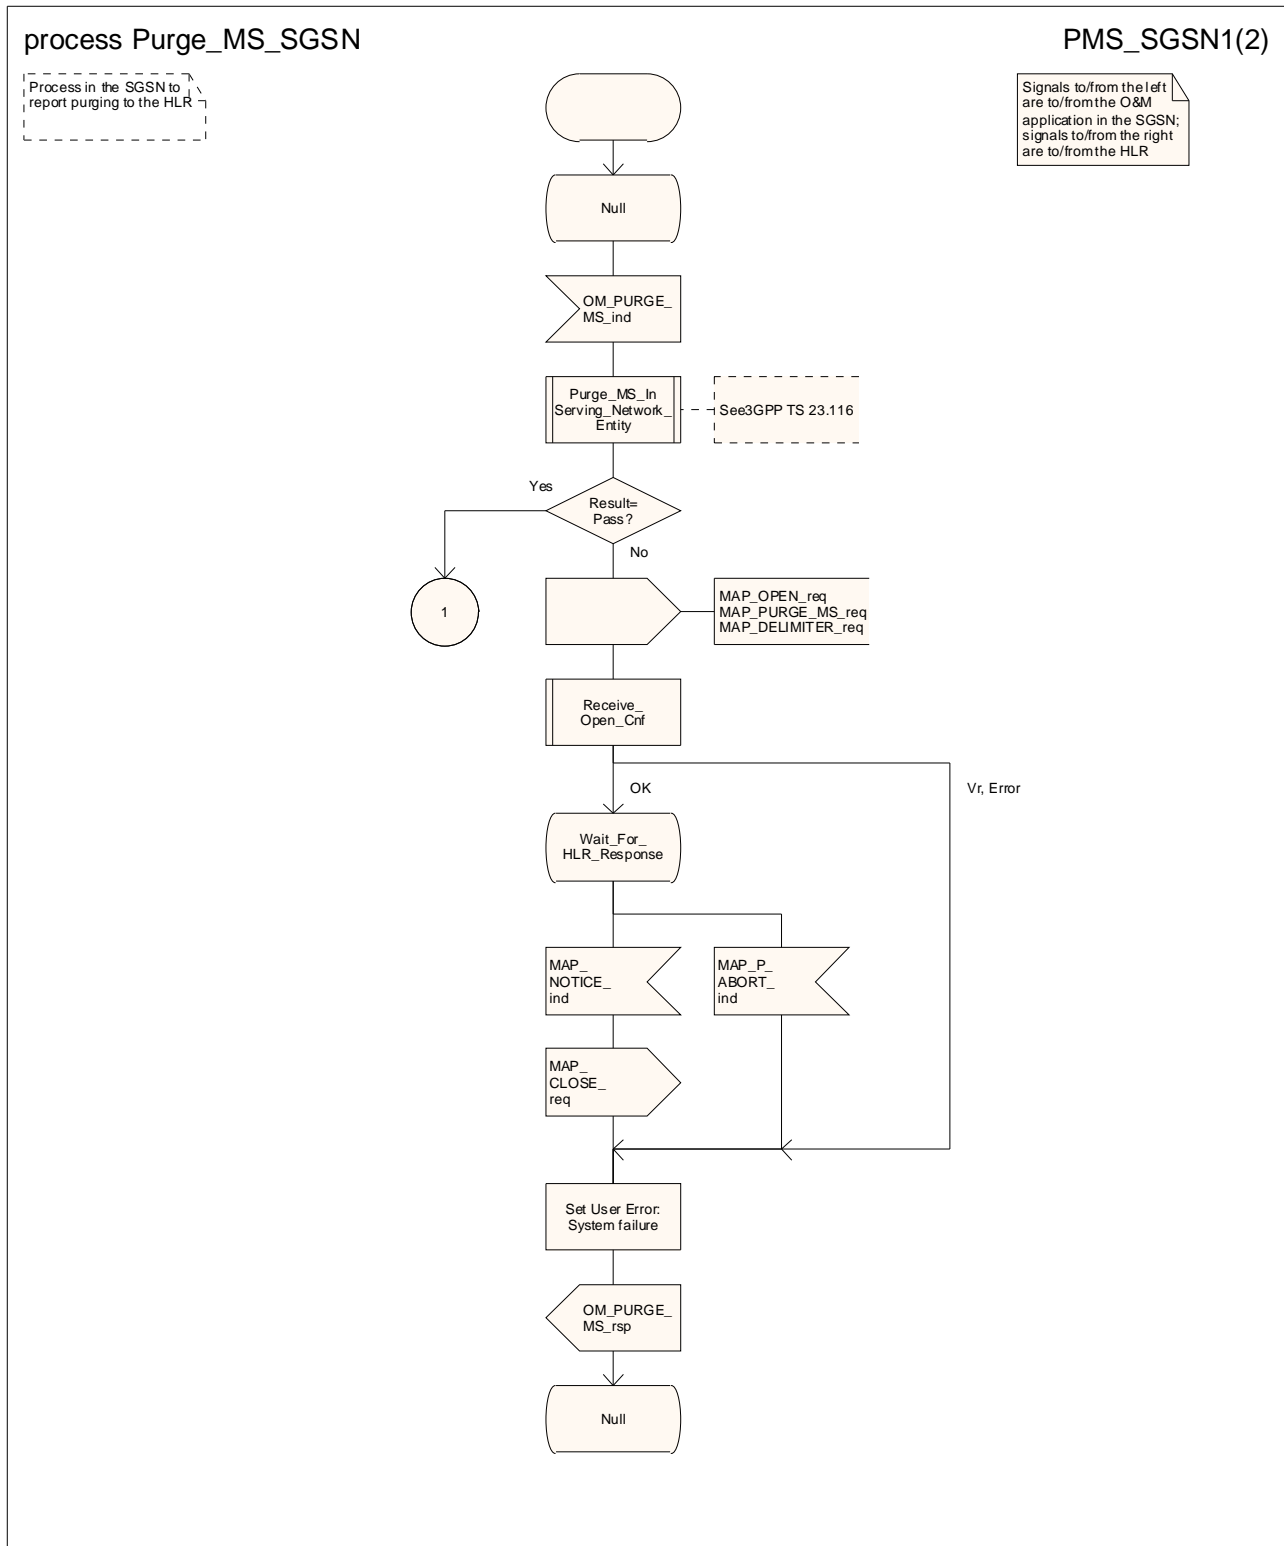 process Purge_MS_SGSN
PMS_SGSN1(2)
Process in the SGSN to
report purging to the HLR
Signals to/from the left
are to/from the O&M
application in the SGSN;
signals to/from the right
are to/from the HLR
Null
OM_PURGE_
MS_ind
Purge_MS_In
Serving_Network_
Entity
See3GPP TS 23.116
Yes
Result=
Pass?
No
1
MAP_OPEN_req
MAP_PURGE_MS_req
MAP_DELIMITER_req
Receive_
Open_Cnf
OK
Vr, Error
Wait_For_
HLR_Response
MAP_
NOTICE_
ind
MAP_P_
ABORT_
ind
MAP_
CLOSE_
req
Set User Error:
System failure
OM_PURGE_
MS_rsp
Null